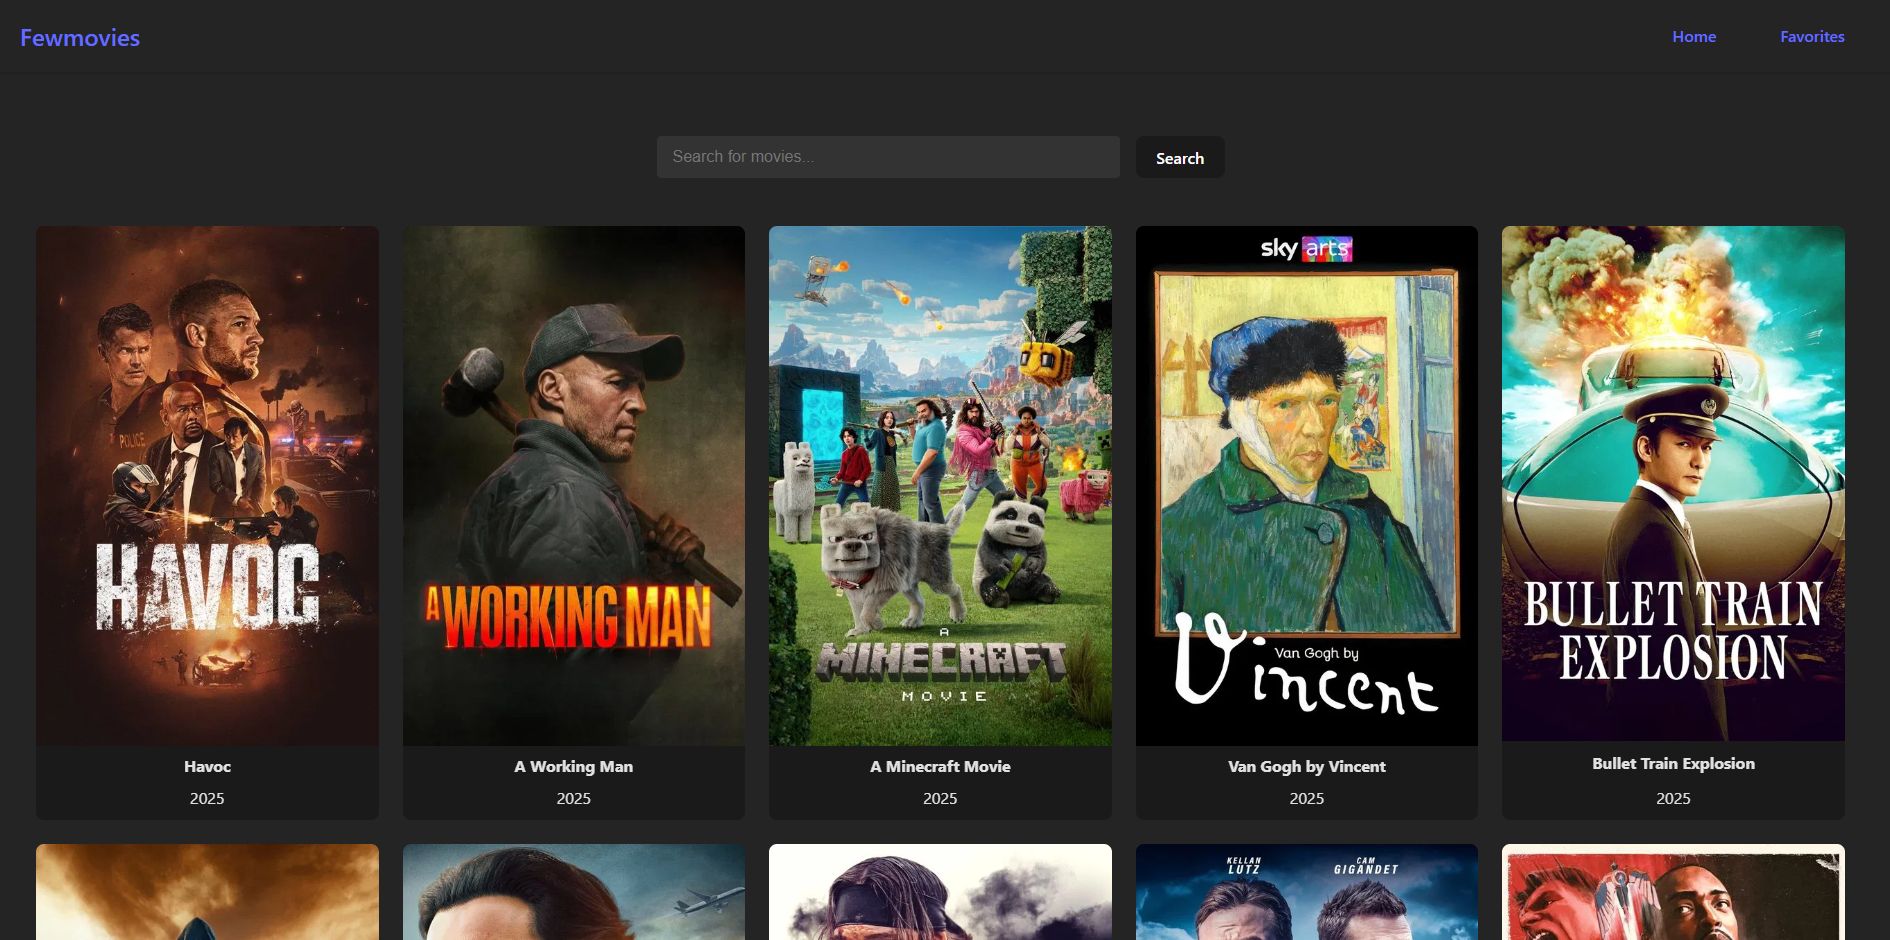 Fewmovies
Home
Favorites
Search for movies...
Search
POLICE
HAVOC
A WORKING MAN
A
MINECRAFT
MOVIE
sky arts
Van Gogh by
Vincent
BULLET TRAIN
EXPLOSION
Havoc
2025
A Working Man
2025
A Minecraft Movie
2025
Van Gogh by Vincent
2025
Bullet Train Explosion
2025
KELLAN
LUTZ
CAM
GIGANDET